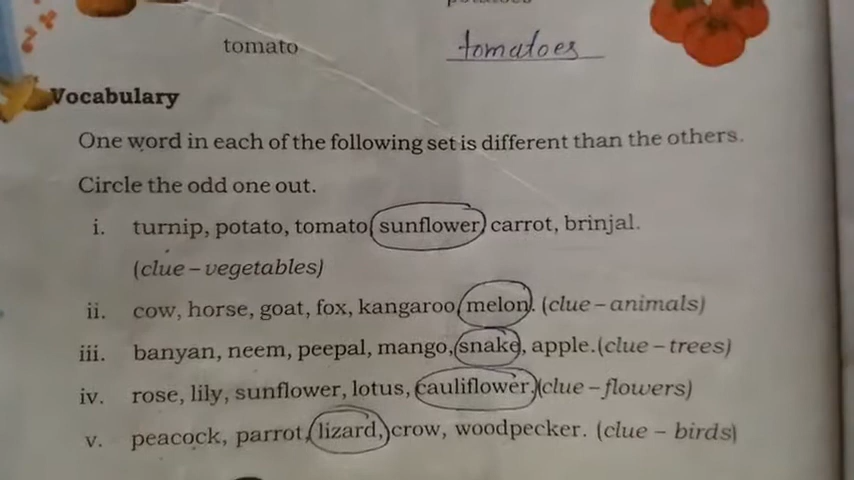 tomato tomatoes
Vocabulary
One word in each of the following set is different than the others.
Circle the odd one out.
i. turnip, potato, tomato, sunflower, carrot, brinjal.
(clue – vegetables)
ii. cow, horse, goat, fox, kangaroo, melon. (clue – animals)
iii. banyan, neem, peepal, mango, snake, apple. (clue – trees)
iv. rose, lily, sunflower, lotus, cauliflower. (clue – flowers)
v. peacock, parrot, lizard, crow, woodpecker. (clue – birds)